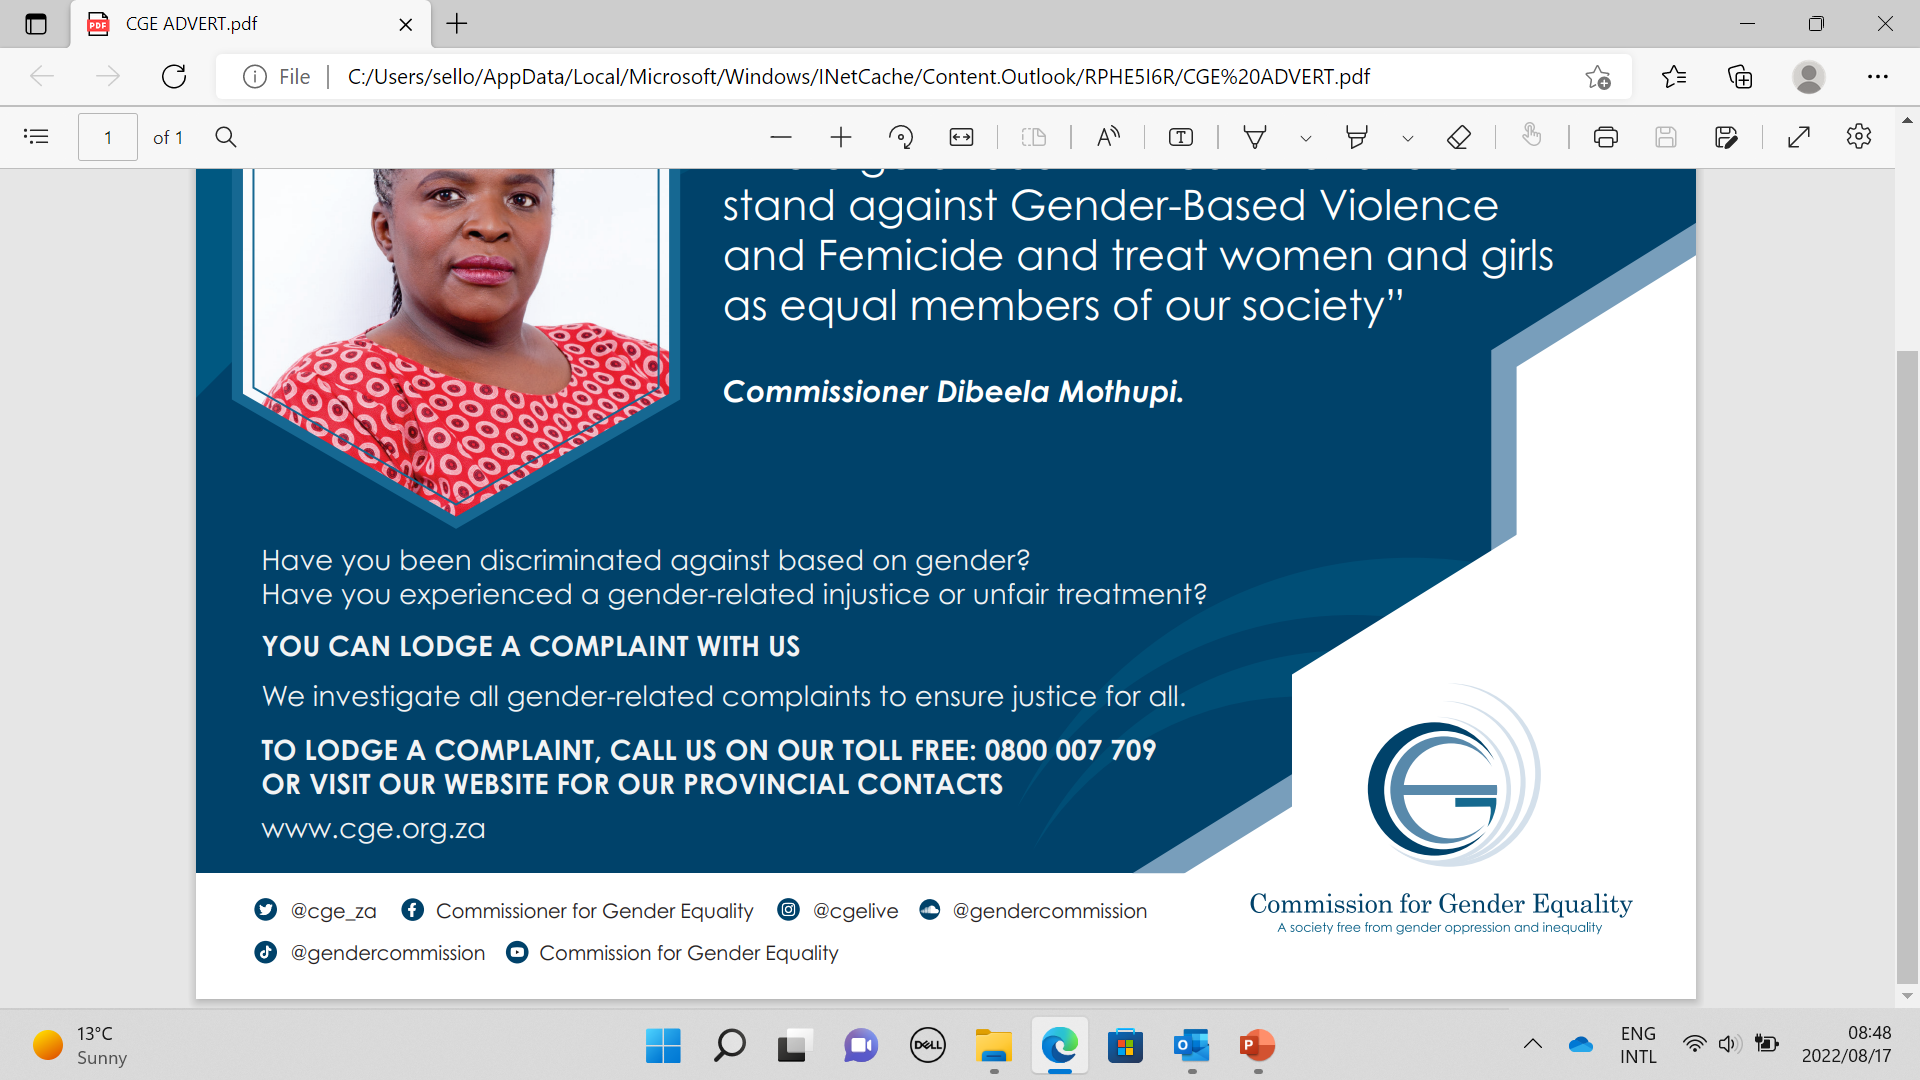 CGE ADVERT.pdf
File
C:/Users/sello/AppData/Local/Microsoft/Windows/INetCache/Content.Outlook/RPHE5I6R/CGE%20ADVERT.pdf
1 of 1
stand against Gender-Based Violence
and Femicide and treat women and girls
as equal members of our society”
Commissioner Dibeela Mothupi.
Have you been discriminated against based on gender?
Have you experienced a gender-related injustice or unfair treatment?
YOU CAN LODGE A COMPLAINT WITH US
We investigate all gender-related complaints to ensure justice for all.
TO LODGE A COMPLAINT, CALL US ON OUR TOLL FREE: 0800 007 709
OR VISIT OUR WEBSITE FOR OUR PROVINCIAL CONTACTS
www.cge.org.za
@cge_za Commissioner for Gender Equality @cgelive @gendercommission
@gendercommission Commission for Gender Equality
Commission for Gender Equality
A society free from gender oppression and inequality
13°C
Sunny
DELL
ENG
INTL
08:48
2022/08/17